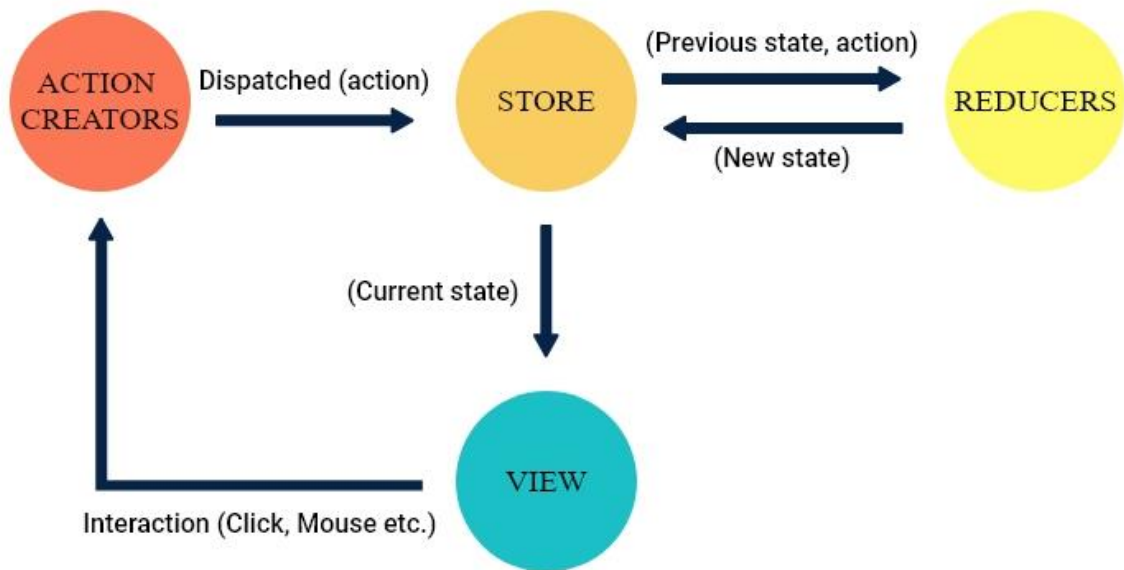 ACTION
CREATORS
Dispatched (action)
STORE
(Previous state, action)
(New state)
REDUCERS
(Current state)
VIEW
Interaction (Click, Mouse etc.)